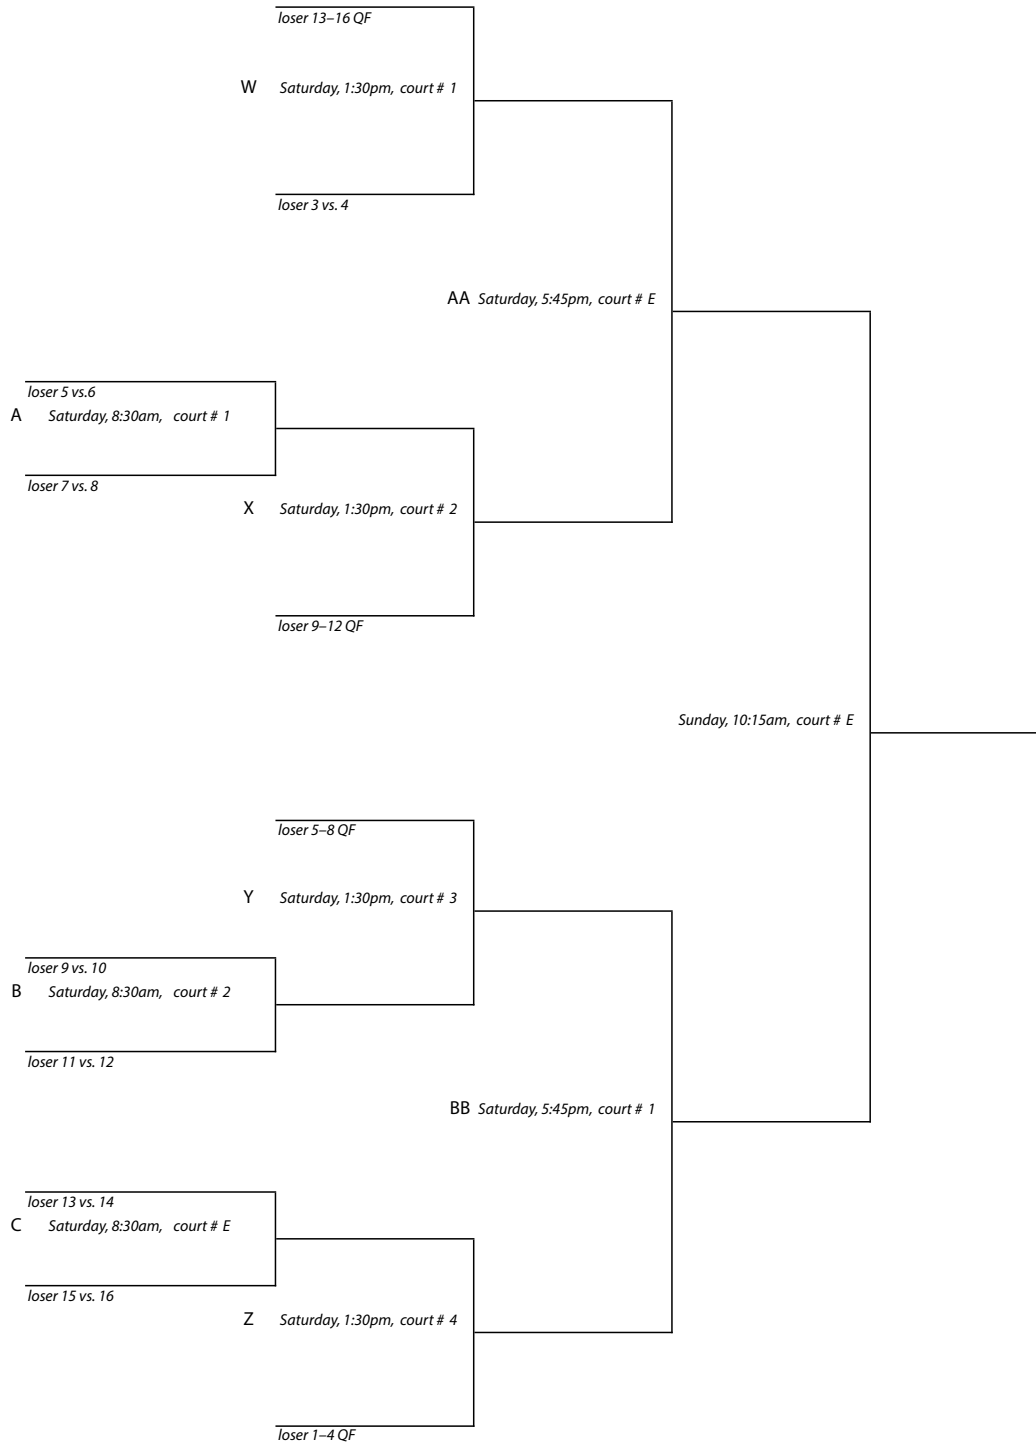 loser 13–16 QF
W Saturday, 1:30pm, court # 1
loser 3 vs. 4
AA Saturday, 5:45pm, court # E
loser 5 vs.6
A Saturday, 8:30am, court # 1
loser 7 vs. 8
X Saturday, 1:30pm, court # 2
loser 9–12 QF
Sunday, 10:15am, court # E
loser 5–8 QF
Y Saturday, 1:30pm, court # 3
loser 9 vs. 10
B Saturday, 8:30am, court # 2
loser 11 vs. 12
BB Saturday, 5:45pm, court # 1
loser 13 vs. 14
C Saturday, 8:30am, court # E
loser 15 vs. 16
Z Saturday, 1:30pm, court # 4
loser 1–4 QF